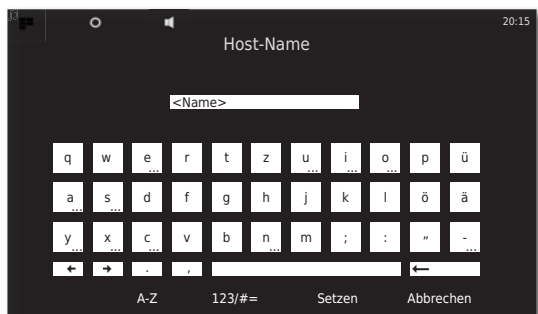 20:15
Host-Name
<Name>
q w e... r t z u... i... o... p ü
a... s... d f g h j k l ö ä
y... x... c... v b n... m ; : " -...
← → . , ←
A-Z 123/#= Setzen Abbrechen